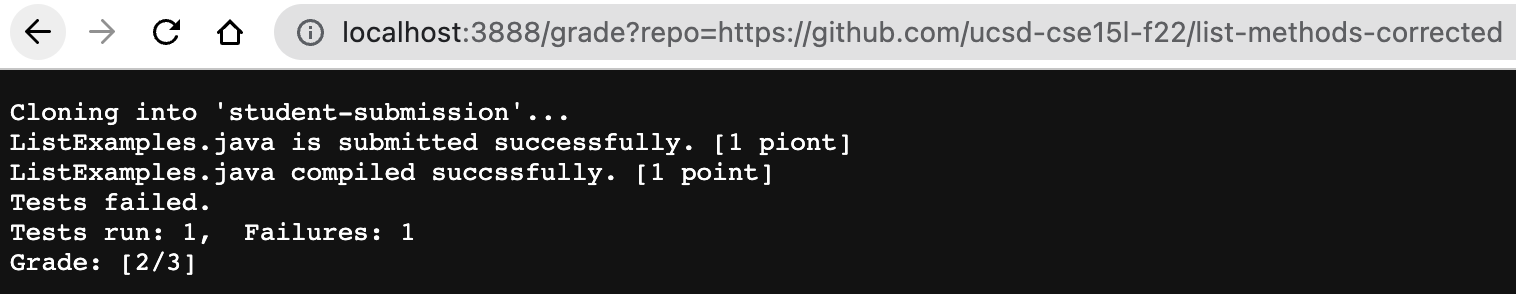 localhost:3888/grade?repo=https://github.com/ucsd-cse15l-f22/list-methods-corrected
Cloning into 'student-submission'...
ListExamples.java is submitted successfully. [1 piont]
ListExamples.java compiled succssfully. [1 point]
Tests failed.
Tests run: 1,  Failures: 1
Grade: [2/3]